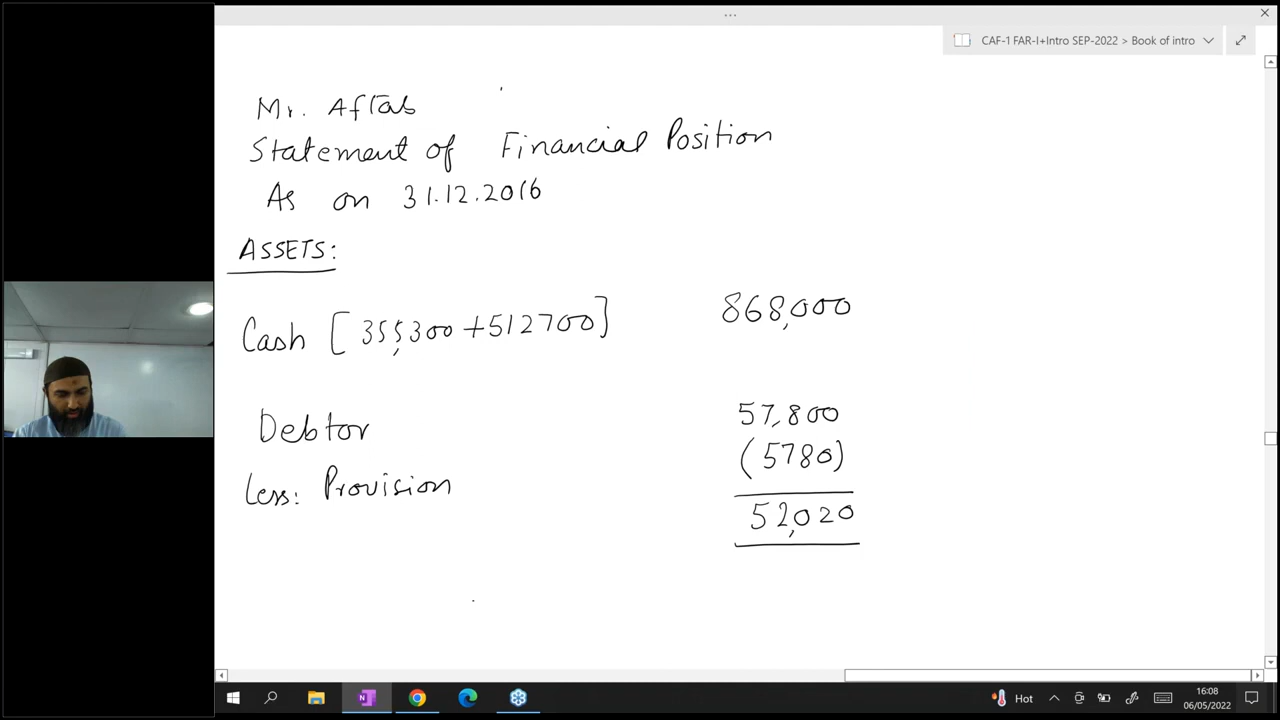 CAF-1 FAR-I+Intro SEP-2022 > Book of intro
Mr. Aftab
Statement of Financial Position
As on 31.12.2016
ASSETS:
Cash [355,300+512700] 868,000
Debtor 57,800
Less: Provision (5780)
52,020
Hot
16:08
06/05/2022